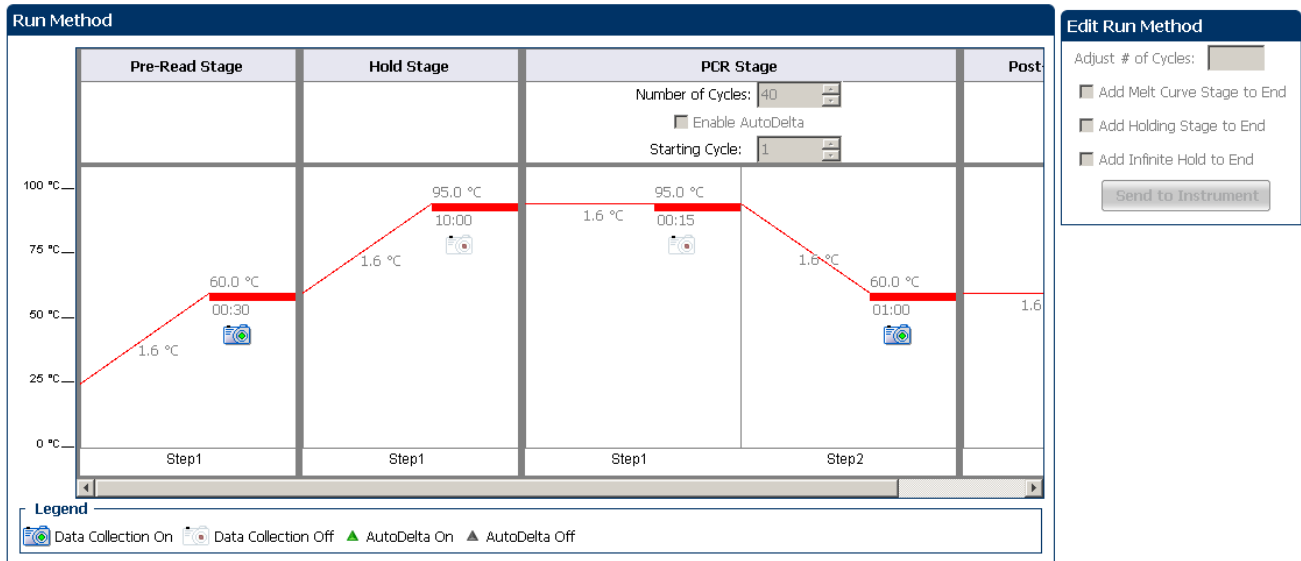 Run Method
Pre-Read Stage
Hold Stage
PCR Stage
Post-
Number of Cycles: 40
Enable AutoDelta
Starting Cycle: 1
100 °C
75 °C
50 °C
25 °C
0 °C
60.0 °C
00:30
1.6 °C
95.0 °C
10:00
1.6 °C
95.0 °C
1.6 °C
00:15
1.6 °C
60.0 °C
01:00
1.6
Step1
Step1
Step1
Step2
Legend
Data Collection On
Data Collection Off
AutoDelta On
AutoDelta Off
Edit Run Method
Adjust # of Cycles:
Add Melt Curve Stage to End
Add Holding Stage to End
Add Infinite Hold to End
Send to Instrument